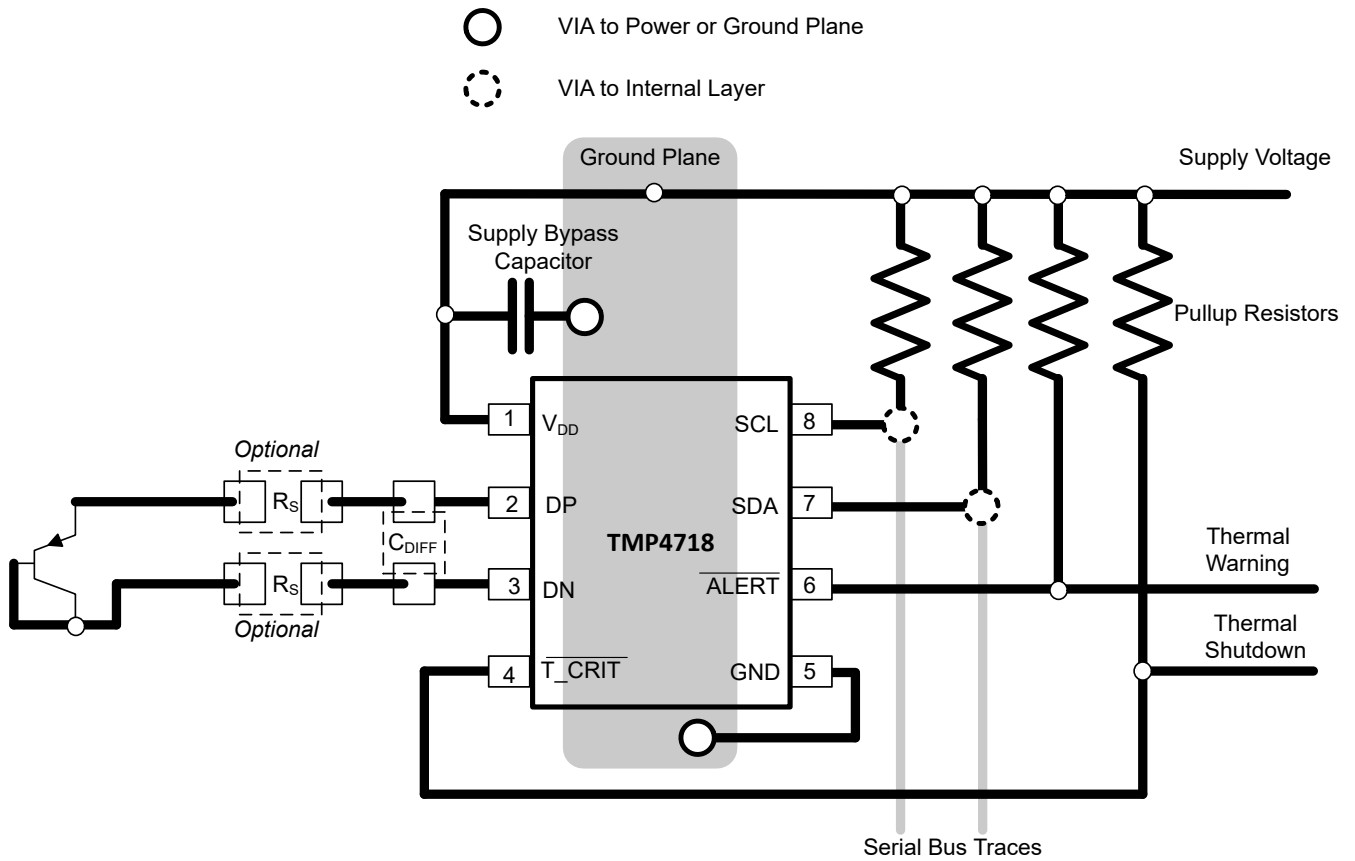 VIA to Power or Ground Plane
VIA to Internal Layer
Ground Plane
Supply Voltage
Supply Bypass
Capacitor
Pullup Resistors
1
V_DD
SCL
8
Optional
R_S
2
DP
SDA
7
C_DIFF
TMP4718
Thermal
Warning
R_S
Optional
3
DN
ALERT
6
Thermal
Shutdown
4
T_CRIT
GND
5
Serial Bus Traces